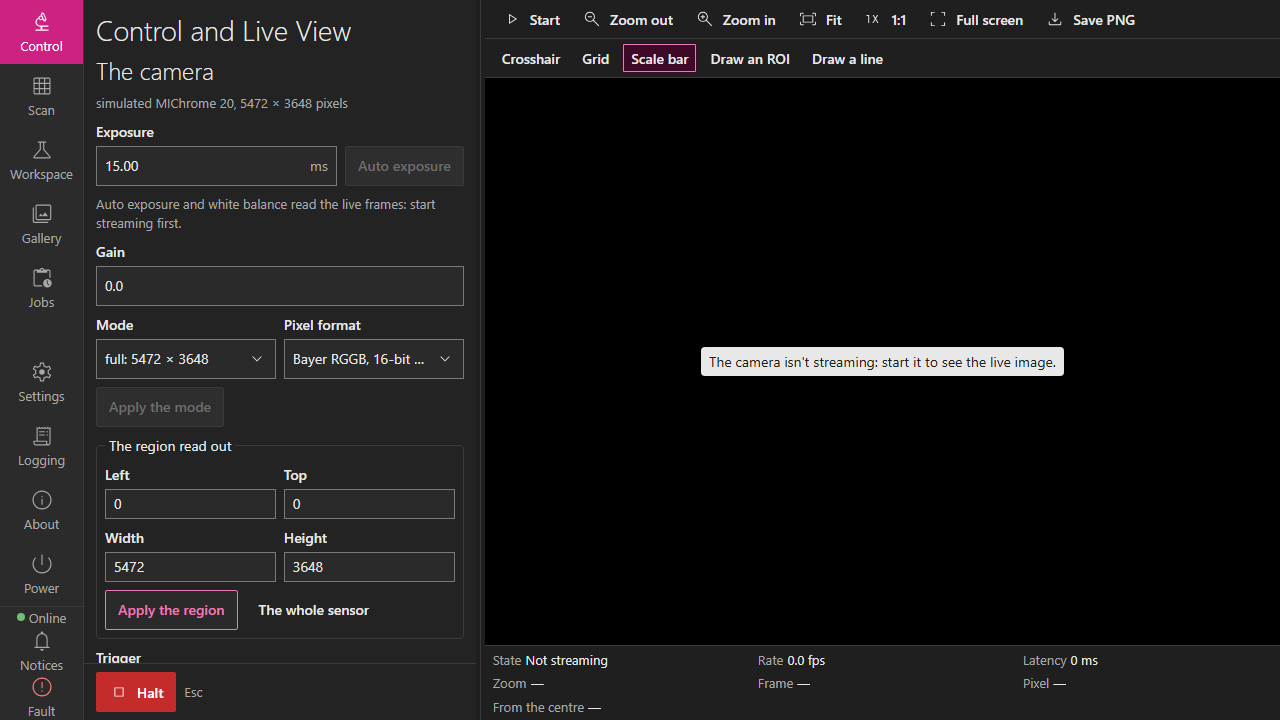 Control
Scan
Workspace
Gallery
Jobs
Settings
Logging
About
Power
Online
Notices
Fault
Control and Live View
The camera
simulated MIChrome 20, 5472 × 3648 pixels
Exposure
15.00 ms
Auto exposure
Auto exposure and white balance read the live frames: start
streaming first.
Gain
0.0
Mode Pixel format
full: 5472 × 3648 Bayer RGGB, 16-bit ...
Apply the mode
The region read out
Left Top
0 0
Width Height
5472 3648
Apply the region The whole sensor
Trigger
Halt Esc
Start Zoom out Zoom in Fit 1X 1:1 Full screen Save PNG
Crosshair Grid Scale bar Draw an ROI Draw a line
The camera isn't streaming: start it to see the live image.
State Not streaming Rate 0.0 fps Latency 0 ms
Zoom — Frame — Pixel —
From the centre —